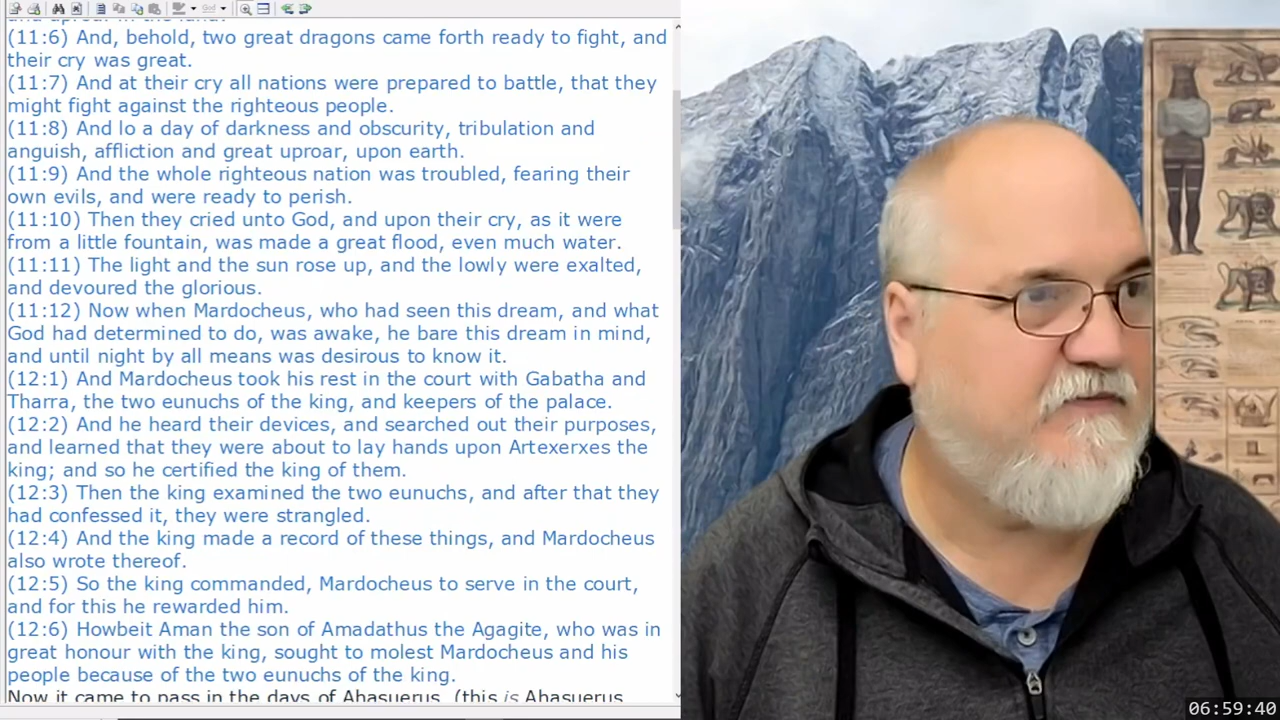 (11:6) And, behold, two great dragons came forth ready to fight, and
their cry was great.
(11:7) And at their cry all nations were prepared to battle, that they
might fight against the righteous people.
(11:8) And lo a day of darkness and obscurity, tribulation and
anguish, affliction and great uproar, upon earth.
(11:9) And the whole righteous nation was troubled, fearing their
own evils, and were ready to perish.
(11:10) Then they cried unto God, and upon their cry, as it were
from a little fountain, was made a great flood, even much water.
(11:11) The light and the sun rose up, and the lowly were exalted,
and devoured the glorious.
(11:12) Now when Mardocheus, who had seen this dream, and what
God had determined to do, was awake, he bare this dream in mind,
and until night by all means was desirous to know it.
(12:1) And Mardocheus took his rest in the court with Gabatha and
Tharra, the two eunuchs of the king, and keepers of the palace.
(12:2) And he heard their devices, and searched out their purposes,
and learned that they were about to lay hands upon Artexerxes the
king; and so he certified the king of them.
(12:3) Then the king examined the two eunuchs, and after that they
had confessed it, they were strangled.
(12:4) And the king made a record of these things, and Mardocheus
also wrote thereof.
(12:5) So the king commanded, Mardocheus to serve in the court,
and for this he rewarded him.
(12:6) Howbeit Aman the son of Amadathus the Agagite, who was in
great honour with the king, sought to molest Mardocheus and his
people because of the two eunuchs of the king.
Now it came to pass in the days of Ahasuerus, (this is Ahasuerus
06:59:40